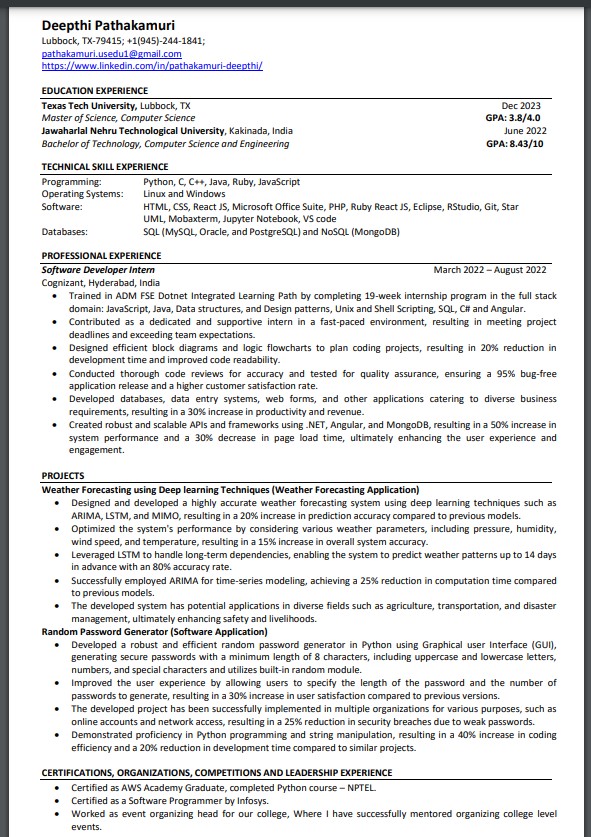 Deepthi Pathakamuri
Lubbock, TX-79415; +1(945)-244-1841;
pathakamuri.usedu1@gmail.com
https://www.linkedin.com/in/pathakamuri-deepthi/
EDUCATION EXPERIENCE
Texas Tech University, Lubbock, TX Dec 2023
Master of Science, Computer Science GPA: 3.8/4.0
Jawaharlal Nehru Technological University, Kakinada, India June 2022
Bachelor of Technology, Computer Science and Engineering GPA: 8.43/10
TECHNICAL SKILL EXPERIENCE
Programming: Python, C, C++, Java, Ruby, JavaScript
Operating Systems: Linux and Windows
Software: HTML, CSS, React JS, Microsoft Office Suite, PHP, Ruby React JS, Eclipse, RStudio, Git, Star
UML, Mobaxterm, Jupyter Notebook, VS code
Databases: SQL (MySQL, Oracle, and PostgreSQL) and NoSQL (MongoDB)
PROFESSIONAL EXPERIENCE
Software Developer Intern March 2022 – August 2022
Cognizant, Hyderabad, India
• Trained in ADM FSE Dotnet Integrated Learning Path by completing 19-week internship program in the full stack
domain: JavaScript, Java, Data structures, and Design patterns, Unix and Shell Scripting, SQL, C# and Angular.
• Contributed as a dedicated and supportive intern in a fast-paced environment, resulting in meeting project
deadlines and exceeding team expectations.
• Designed efficient block diagrams and logic flowcharts to plan coding projects, resulting in 20% reduction in
development time and improved code readability.
• Conducted thorough code reviews for accuracy and tested for quality assurance, ensuring a 95% bug-free
application release and a higher customer satisfaction rate.
• Developed databases, data entry systems, web forms, and other applications catering to diverse business
requirements, resulting in a 30% increase in productivity and revenue.
• Created robust and scalable APIs and frameworks using .NET, Angular, and MongoDB, resulting in a 50% increase in
system performance and a 30% decrease in page load time, ultimately enhancing the user experience and
engagement.
PROJECTS
Weather Forecasting using Deep learning Techniques (Weather Forecasting Application)
• Designed and developed a highly accurate weather forecasting system using deep learning techniques such as
ARIMA, LSTM, and MIMO, resulting in a 20% increase in prediction accuracy compared to previous models.
• Optimized the system's performance by considering various weather parameters, including pressure, humidity,
wind speed, and temperature, resulting in a 15% increase in overall system accuracy.
• Leveraged LSTM to handle long-term dependencies, enabling the system to predict weather patterns up to 14 days
in advance with an 80% accuracy rate.
• Successfully employed ARIMA for time-series modeling, achieving a 25% reduction in computation time compared
to previous models.
• The developed system has potential applications in diverse fields such as agriculture, transportation, and disaster
management, ultimately enhancing safety and livelihoods.
Random Password Generator (Software Application)
• Developed a robust and efficient random password generator in Python using Graphical user Interface (GUI),
generating secure passwords with a minimum length of 8 characters, including uppercase and lowercase letters,
numbers, and special characters and utilizes built-in random module.
• Improved the user experience by allowing users to specify the length of the password and the number of
passwords to generate, resulting in a 30% increase in user satisfaction compared to previous versions.
• The developed project has been successfully implemented in multiple organizations for various purposes, such as
online accounts and network access, resulting in a 25% reduction in security breaches due to weak passwords.
• Demonstrated proficiency in Python programming and string manipulation, resulting in a 40% increase in coding
efficiency and a 20% reduction in development time compared to similar projects.
CERTIFICATIONS, ORGANIZATIONS, COMPETITIONS AND LEADERSHIP EXPERIENCE
• Certified as AWS Academy Graduate, completed Python course – NPTEL.
• Certified as a Software Programmer by Infosys.
• Worked as event organizing head for our college, Where I have successfully mentored organizing college level
events.